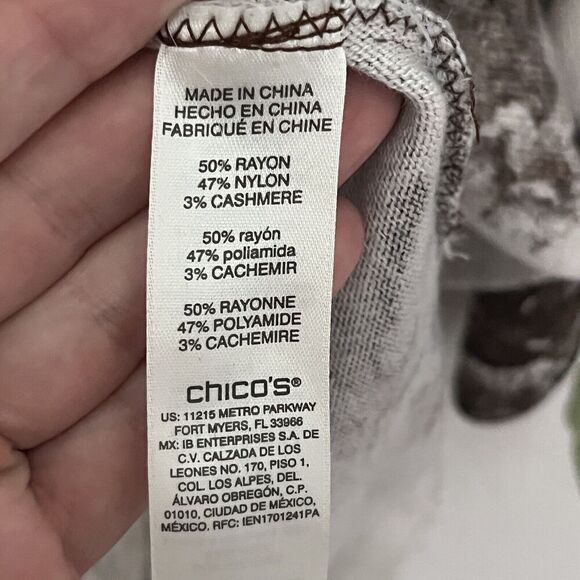 MADE IN CHINA
HECHO EN CHINA
FABRIQUÉ EN CHINE
50% RAYON
47% NYLON
3% CASHMERE
50% rayón
47% poliamida
3% CACHEMIR
50% RAYONNE
47% POLYAMIDE
3% CACHEMIRE
chico's®
US: 11215 METRO PARKWAY
FORT MYERS, FL 33966
MX: IB ENTERPRISES S.A. DE
C.V. CALZADA DE LOS
LEONES NO. 170, PISO 1,
COL. LOS ALPES, DEL.
ÁLVARO OBREGÓN, C.P.
01010, CIUDAD DE MÉXICO,
MÉXICO. RFC: IEN1701241PA